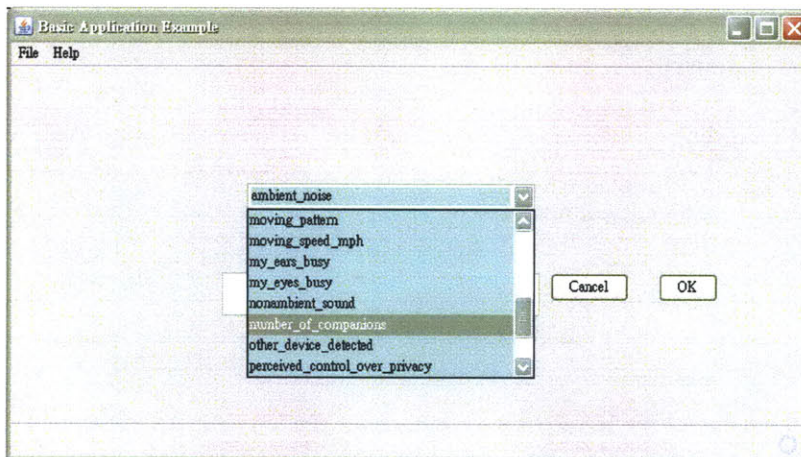 Basic Application Example
File Help
ambient_noise
moving_pattern
moving_speed_mph
my_ears_busy
my_eyes_busy
nonambient_sound
number_of_companions
other_device_detected
perceived_control_over_privacy
Cancel OK